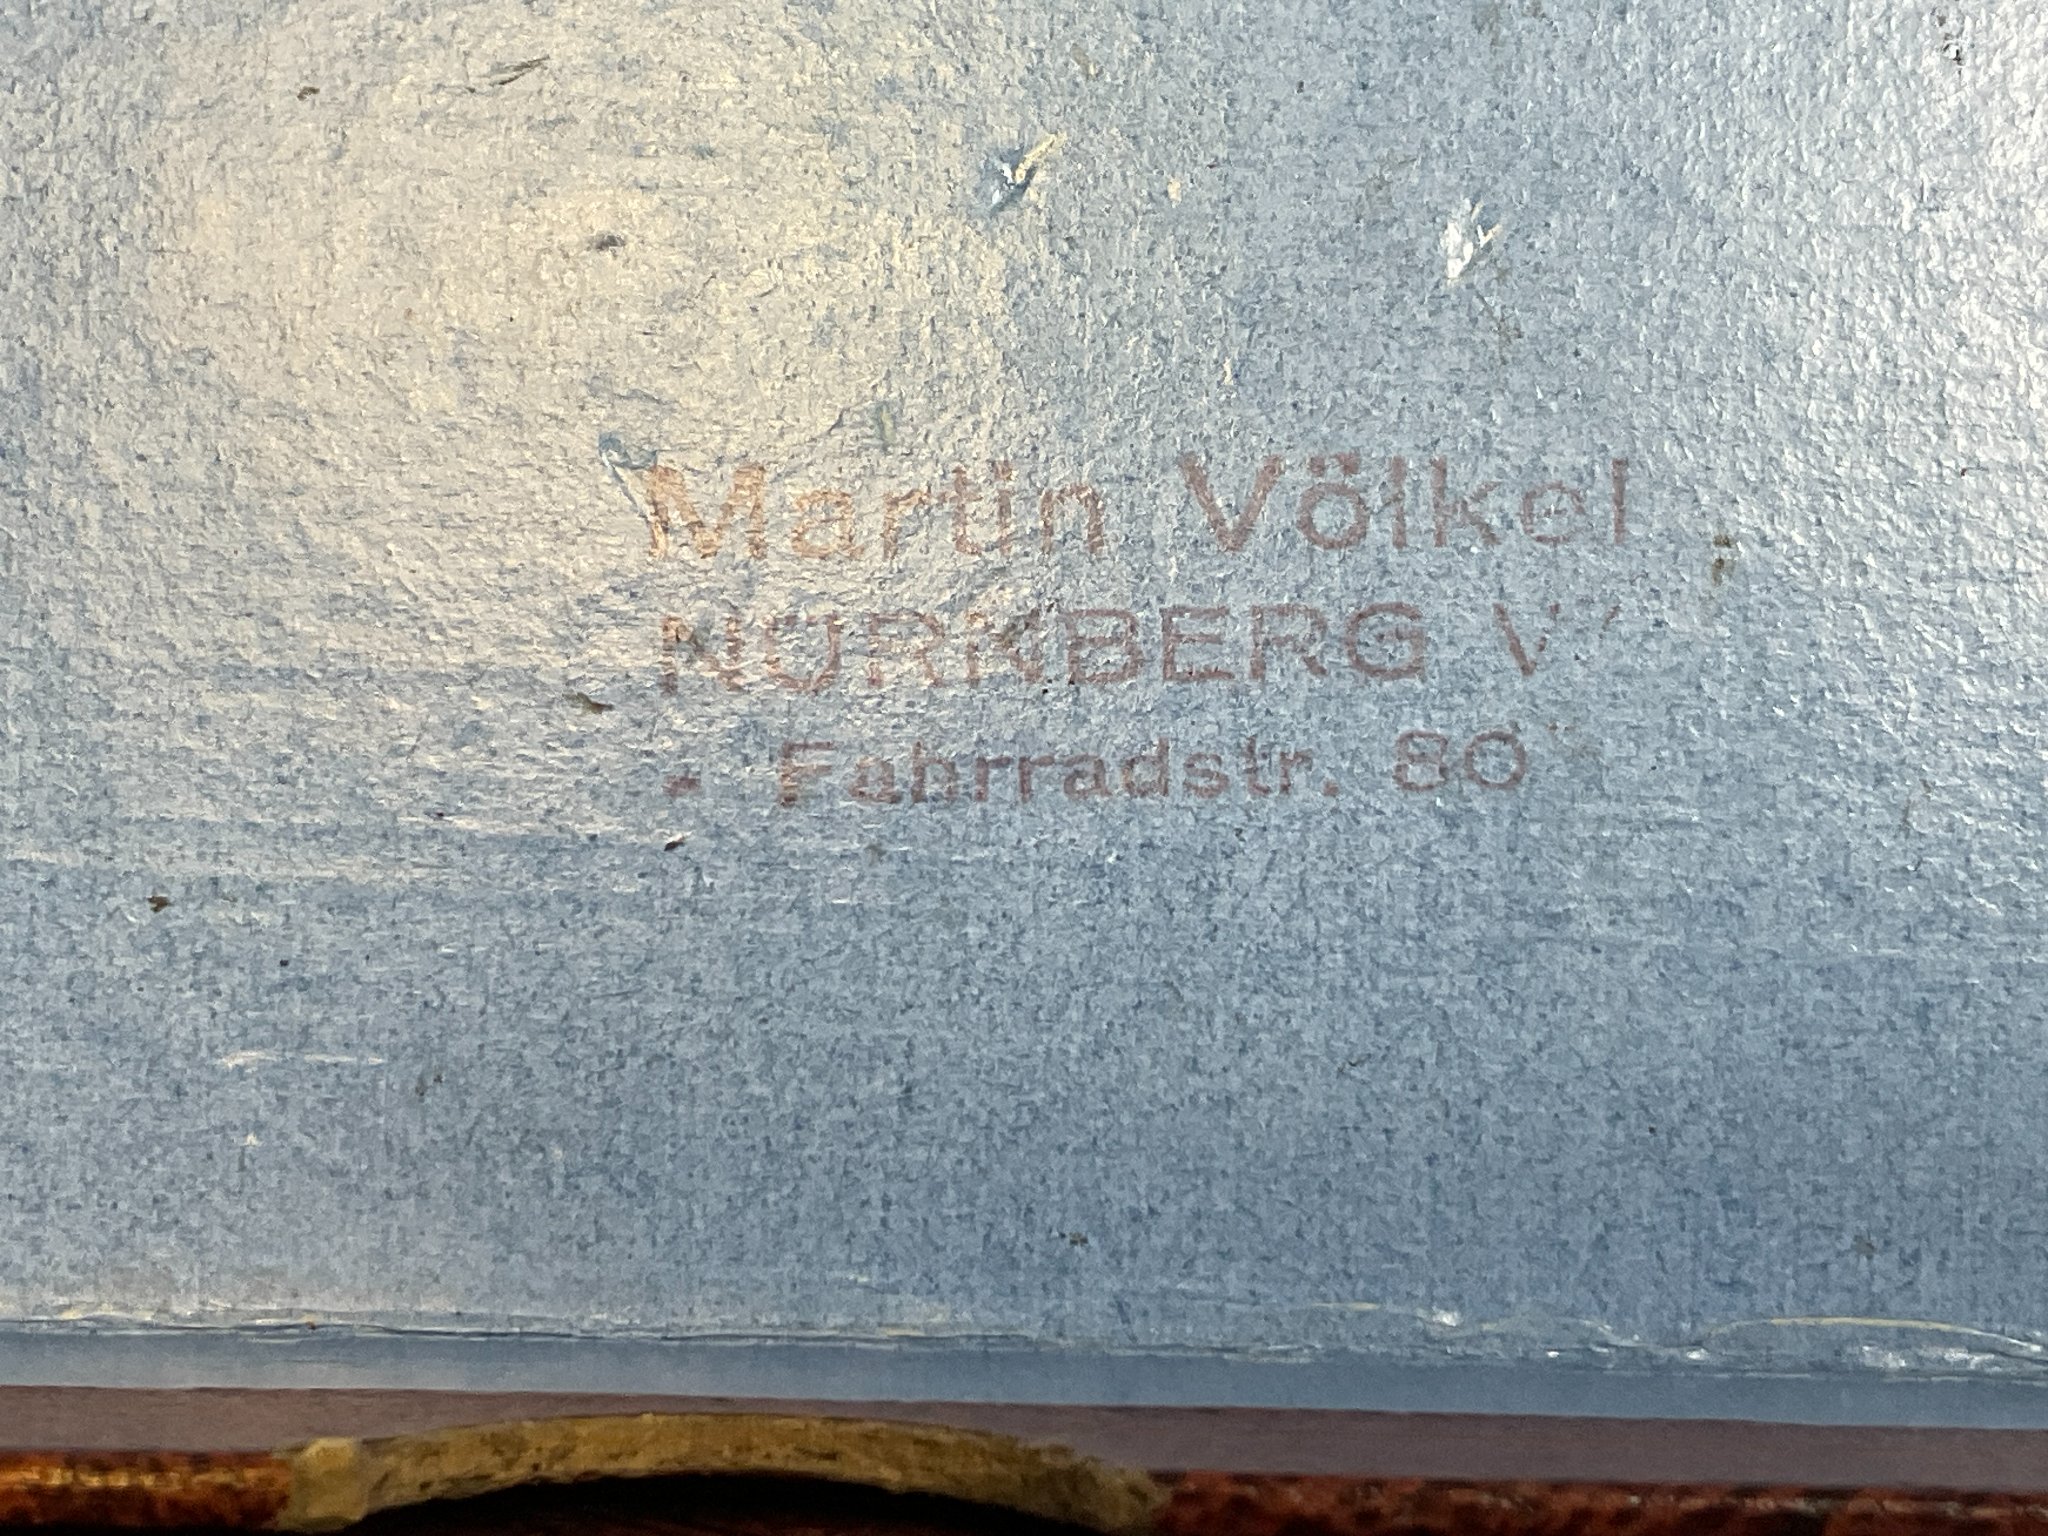 Martin Völkel
NÜRNBERG W
- Fahrradstr. 80